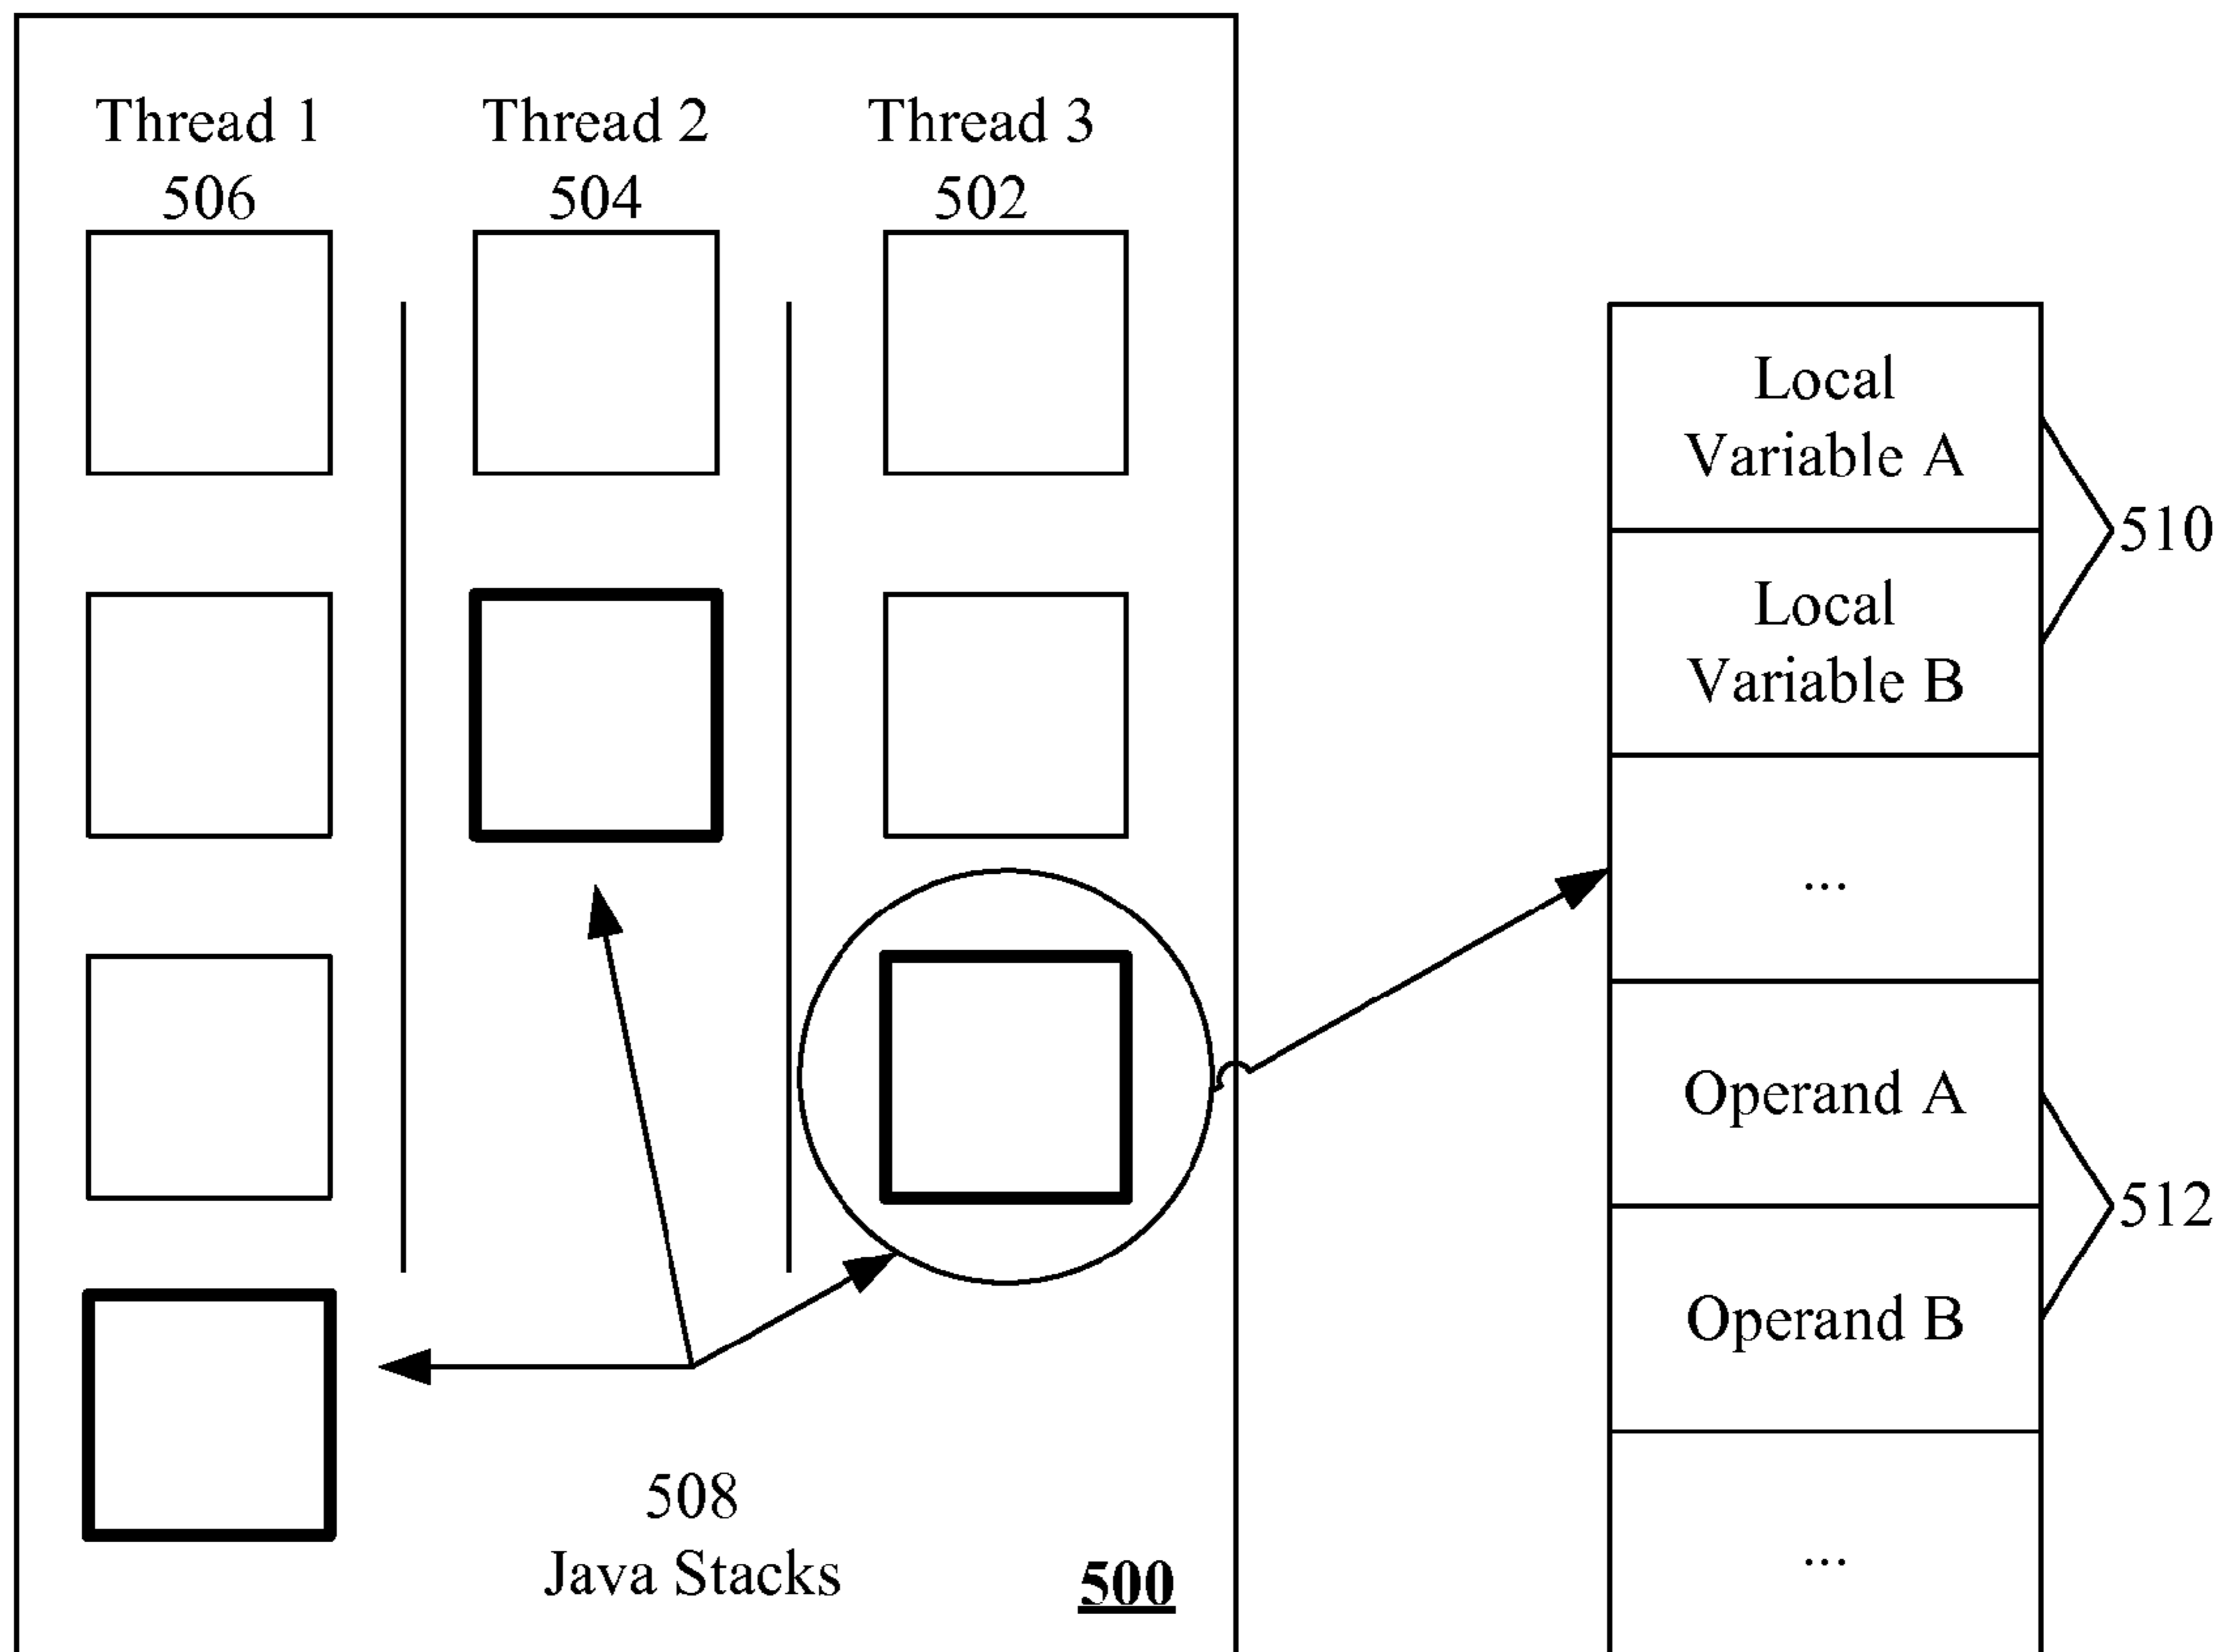 Thread 1
506
Thread 2
504
Thread 3
502
508
Java Stacks
500
Local
Variable A
Local
Variable B
...
Operand A
Operand B
...
510
512